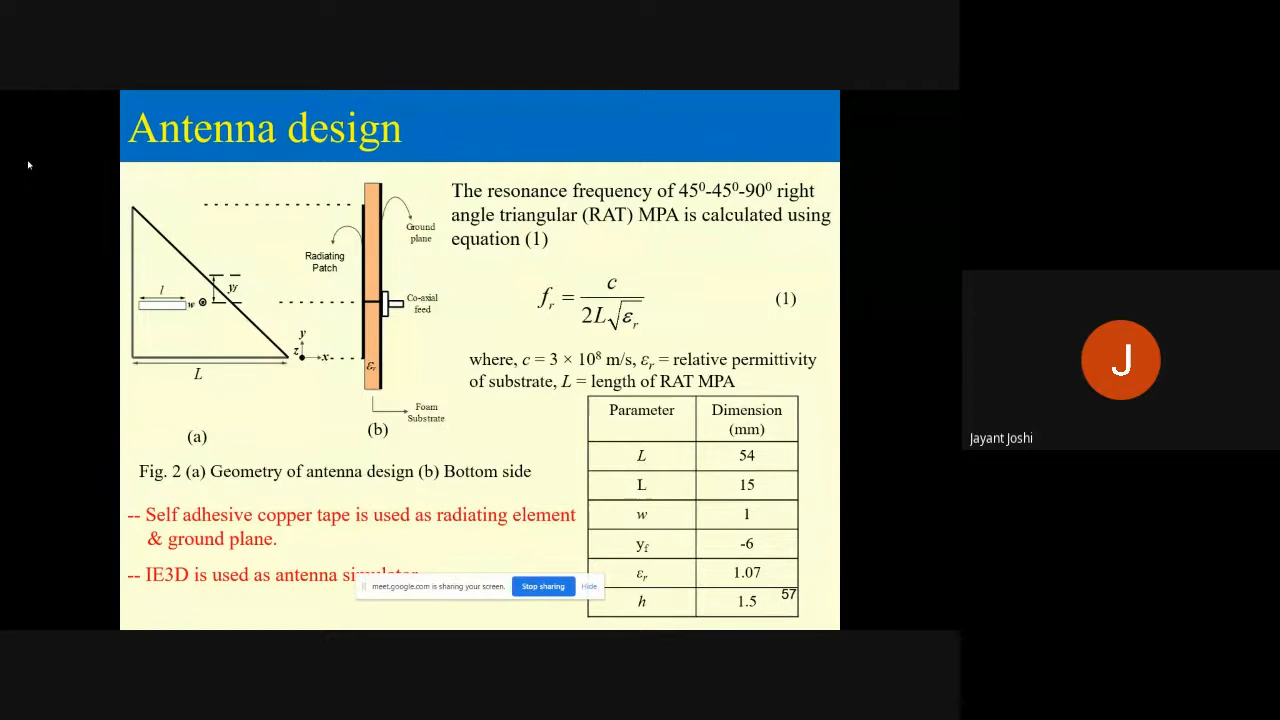 Antenna design
The resonance frequency of 45⁰-45⁰-90⁰ right
angle triangular (RAT) MPA is calculated using
equation (1)
Ground
plane
Radiating
Patch
l
w
y_f
Co-axial
feed
y
z
x
L
ε_r
Foam
Substrate
(a)
(b)
f_r = c / 2L√ε_r (1)
where, c = 3 × 10⁸ m/s, ε_r = relative permittivity
of substrate, L = length of RAT MPA
Parameter Dimension
(mm)
L 54
L 15
w 1
y_f -6
ε_r 1.07
h 1.5
57
Fig. 2 (a) Geometry of antenna design (b) Bottom side
-- Self adhesive copper tape is used as radiating element
& ground plane.
-- IE3D is used as antenna simulator
meet.google.com is sharing your screen. Stop sharing Hide
J
Jayant Joshi